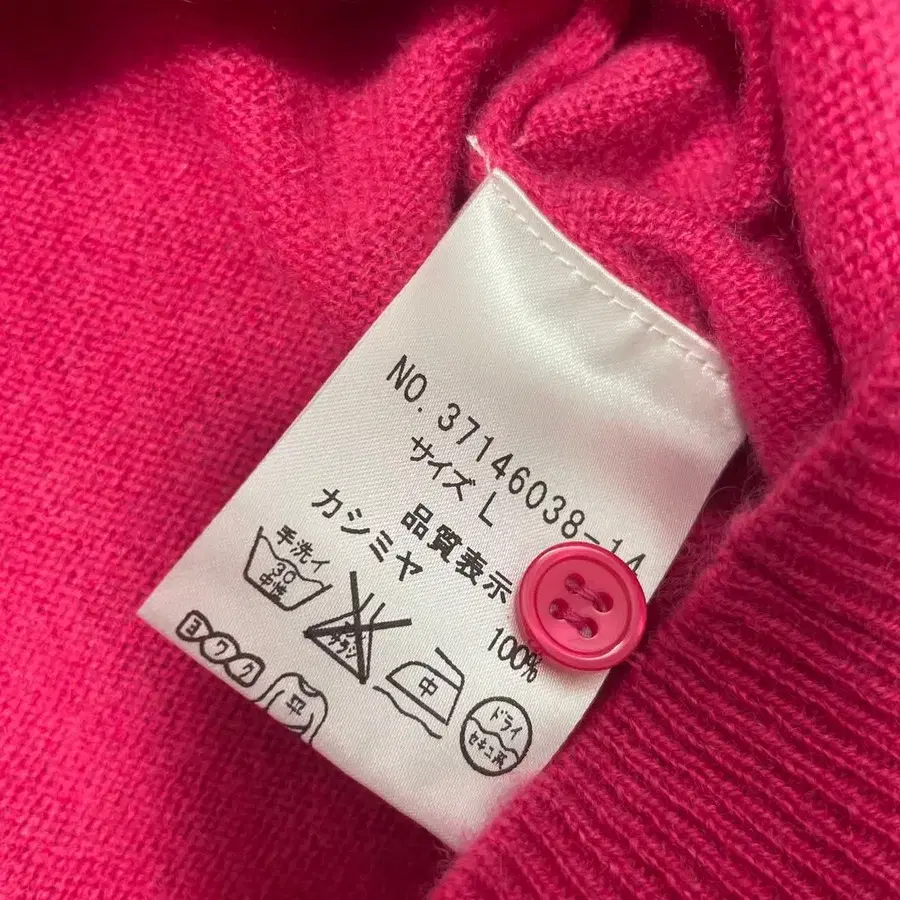 NO. 37146038-14
サイズ L
品質表示
カシミヤ 100%
手洗イ
30
中性
中
ドライ
セキユ系
ヨワク
平